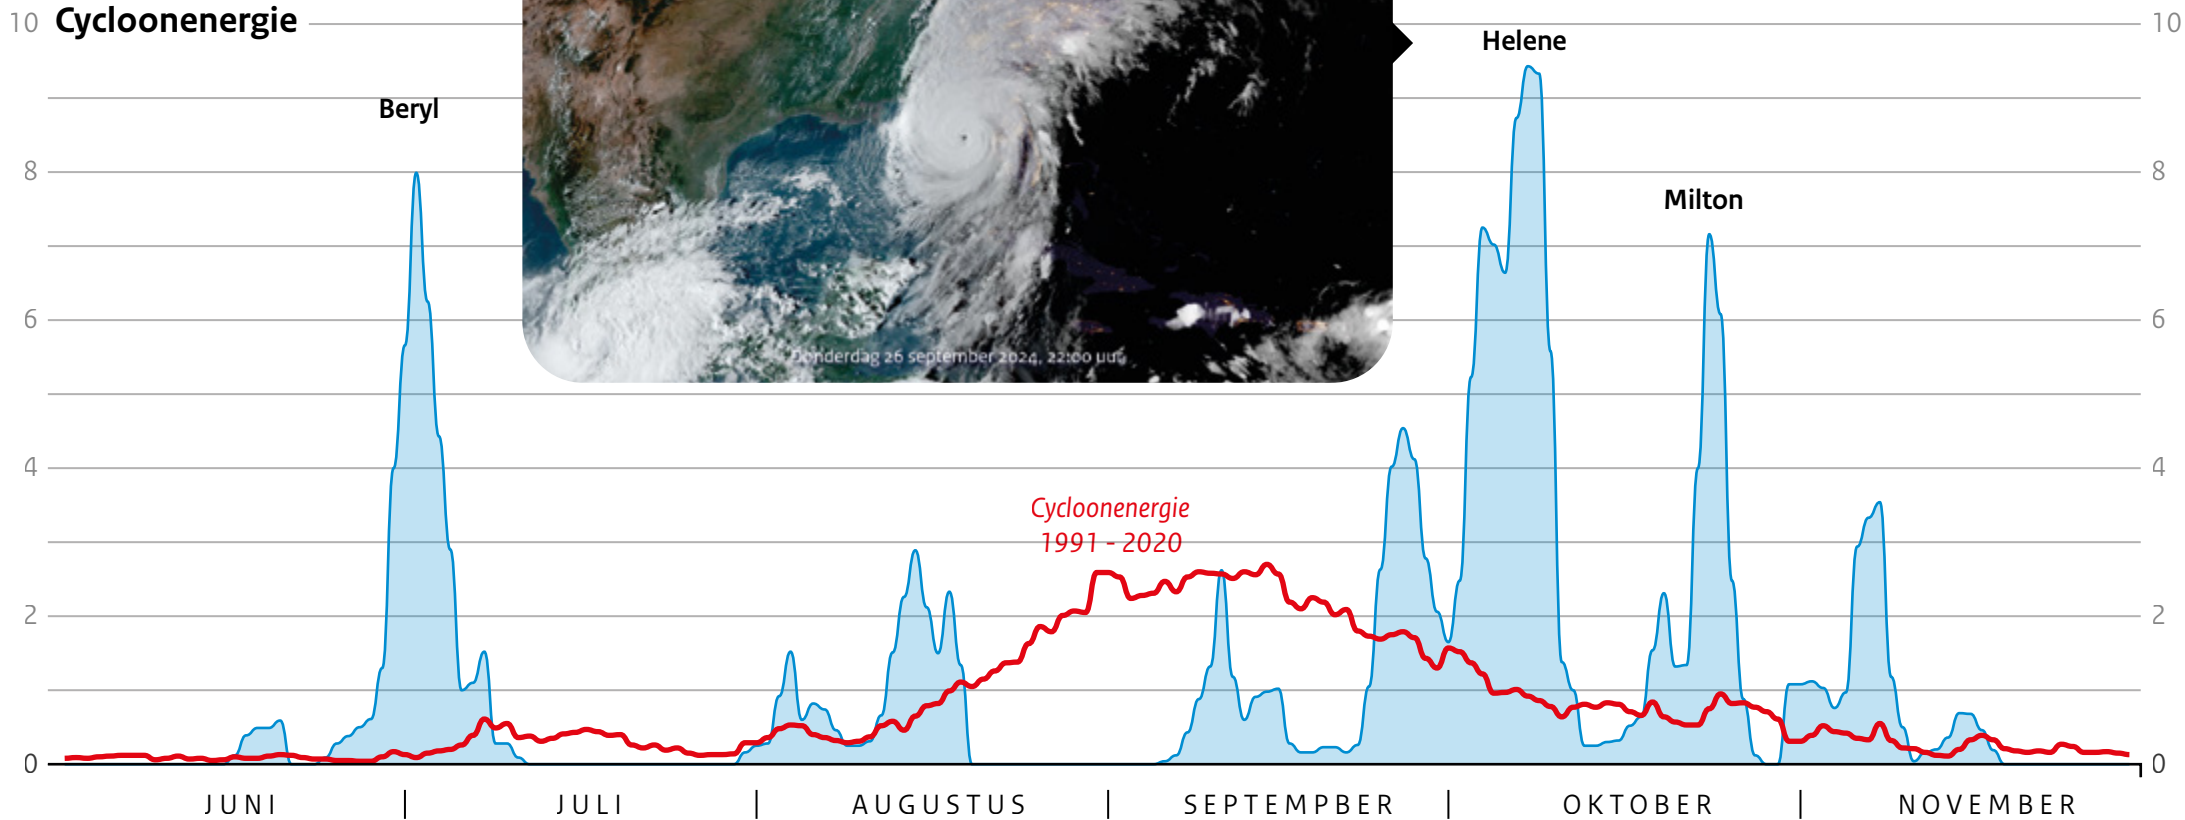 Cycloonenergie
10
10
Helene
Beryl
8
8
Milton
6
6
Donderdag 26 september 2024, 22:00 uur
4
4
Cycloonenergie
1991 - 2020
2
2
0
0
JUNI | JULI | AUGUSTUS | SEPTEMPBER | OKTOBER | NOVEMBER